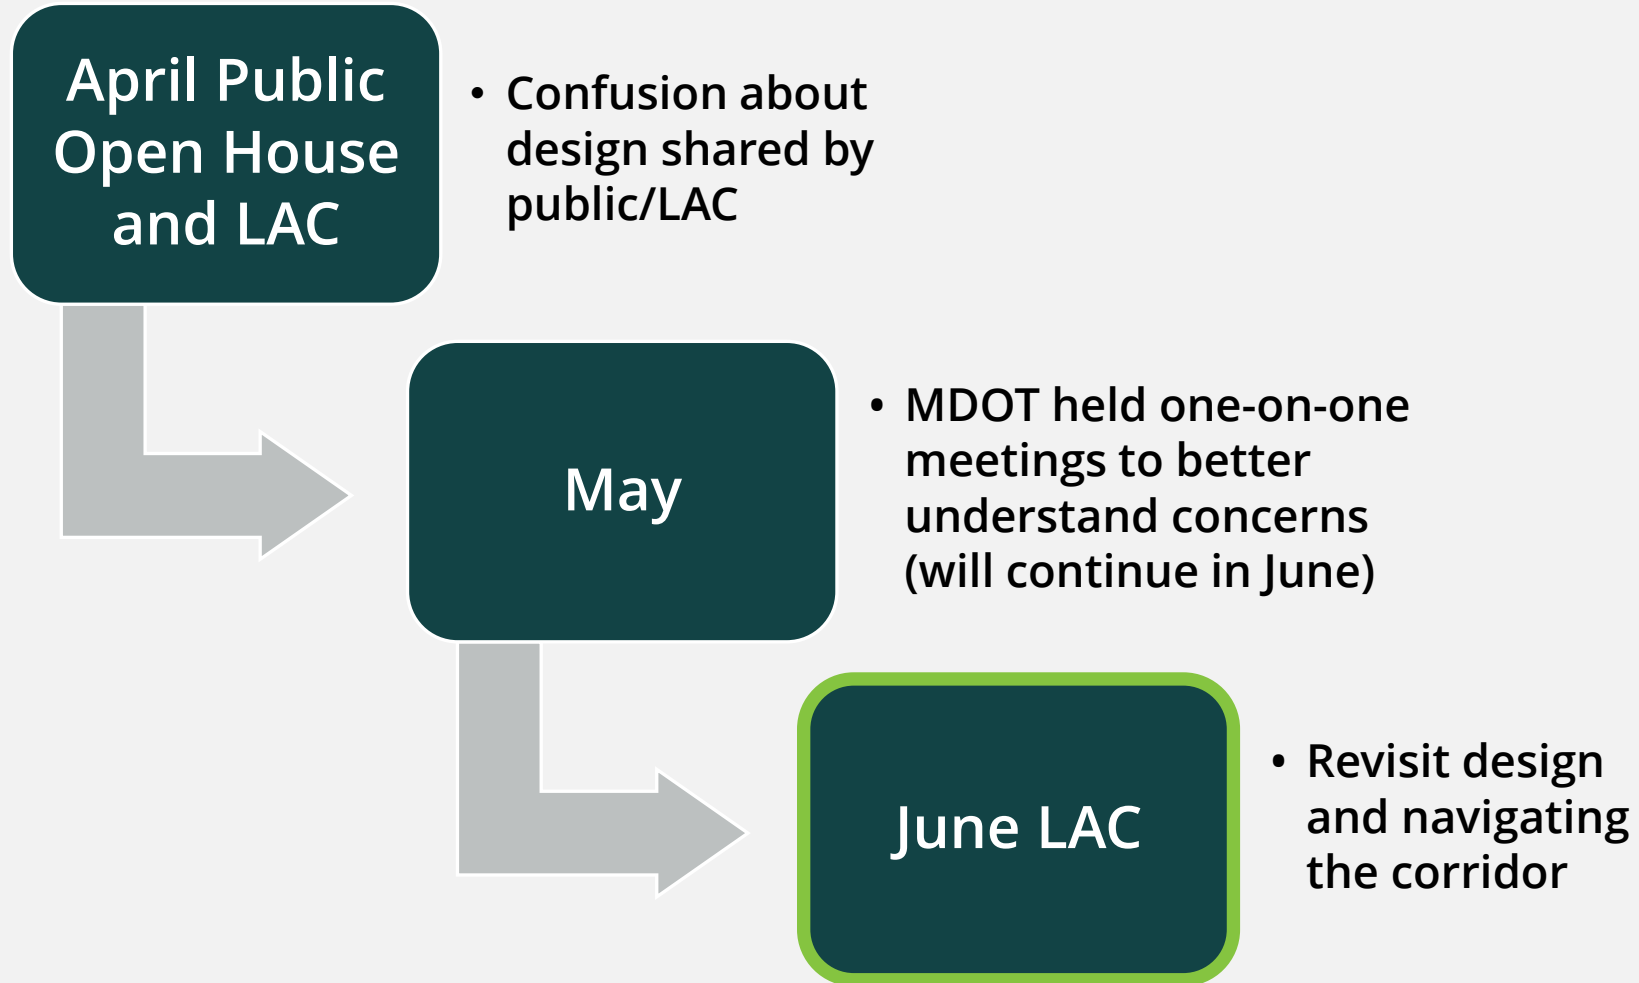 April Public
Open House
and LAC
• Confusion about
design shared by
public/LAC
May
• MDOT held one-on-one
meetings to better
understand concerns
(will continue in June)
June LAC
• Revisit design
and navigating
the corridor